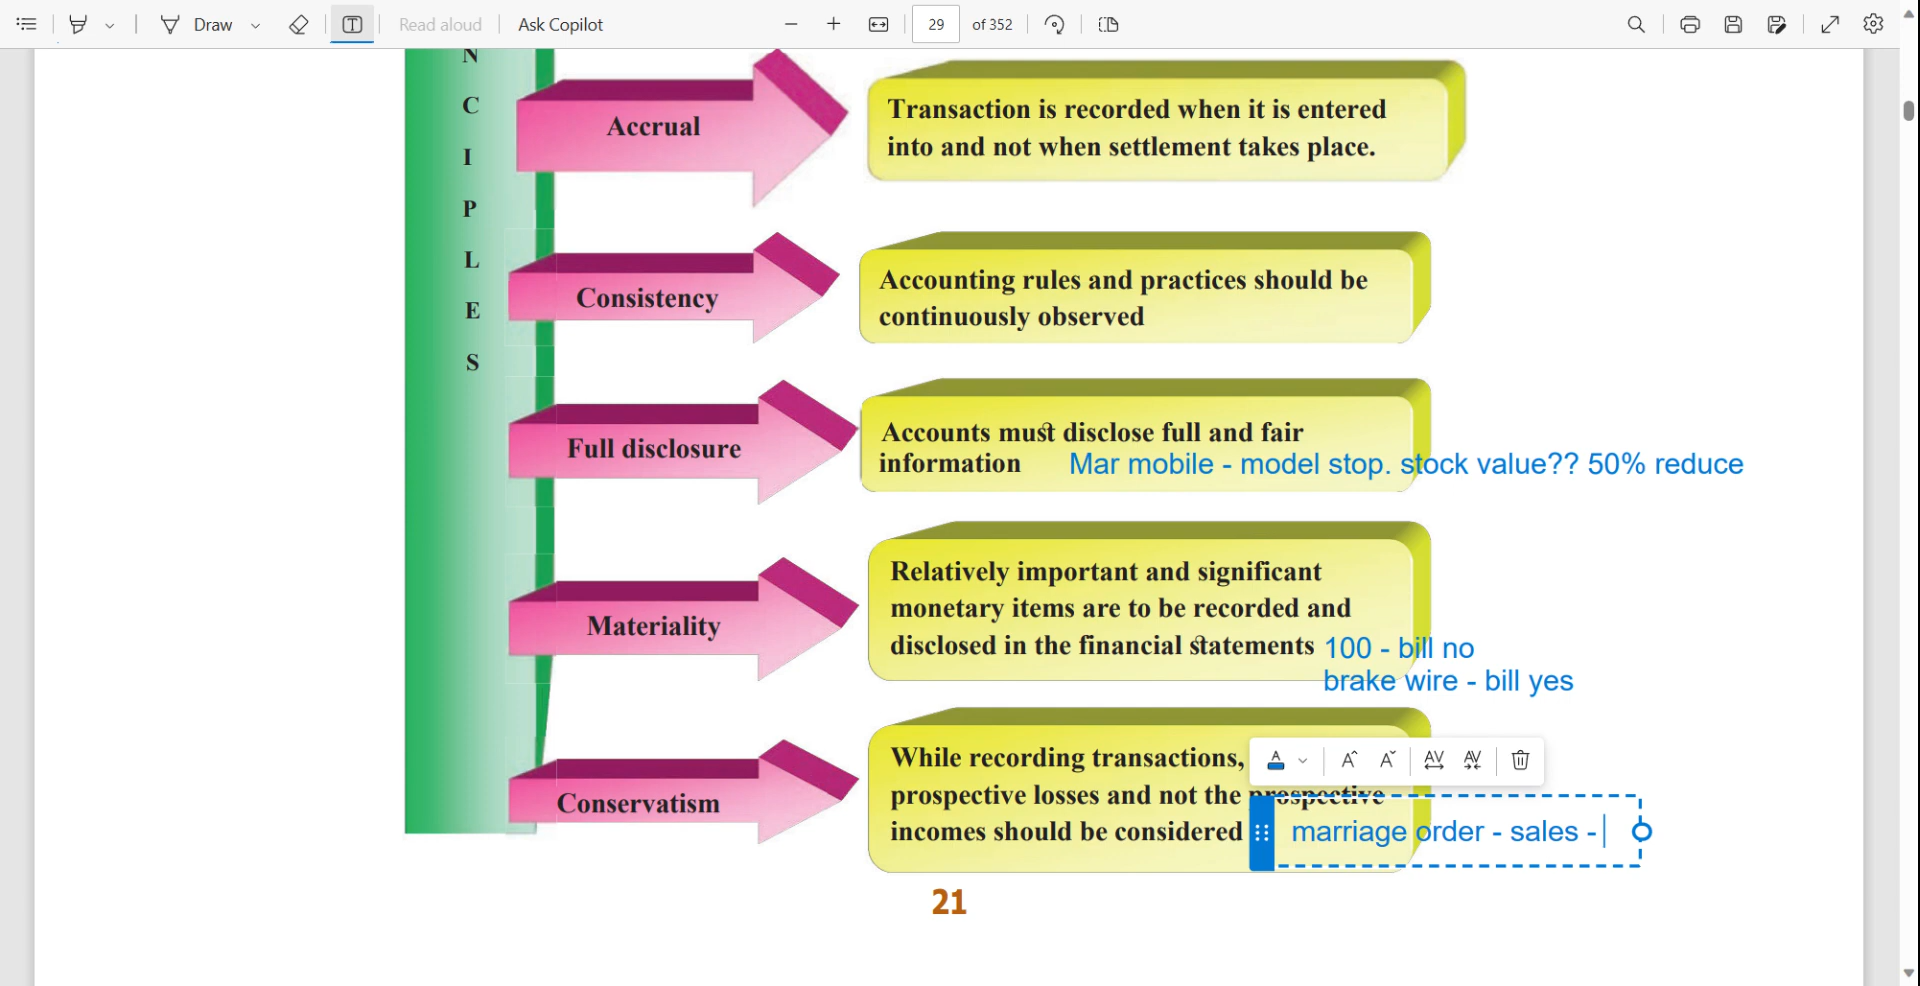 Draw
Read aloud
Ask Copilot
29
of 352
N
C
I
P
L
E
S
Accrual
Transaction is recorded when it is entered
into and not when settlement takes place.
Consistency
Accounting rules and practices should be
continuously observed
Full disclosure
Accounts must disclose full and fair
information
Mar mobile - model stop. stock value?? 50% reduce
Materiality
Relatively important and significant
monetary items are to be recorded and
disclosed in the financial statements
100 - bill no
brake wire - bill yes
Conservatism
While recording transactions,
prospective losses and not the prospective
incomes should be considered
marriage order - sales -
21